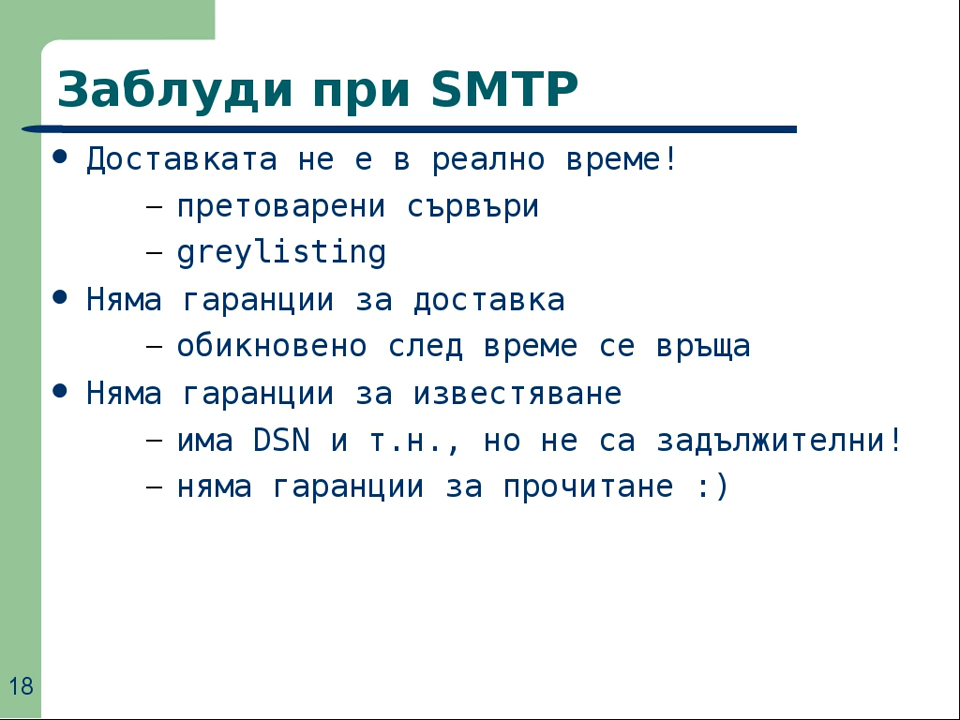 Заблуди при SMTP
● Доставката не е в реално време!
– претоварени сървъри
– greylisting
● Няма гаранции за доставка
– обикновено след време се връща
● Няма гаранции за известяване
– има DSN и т.н., но не са задължителни!
– няма гаранции за прочитане :)
18